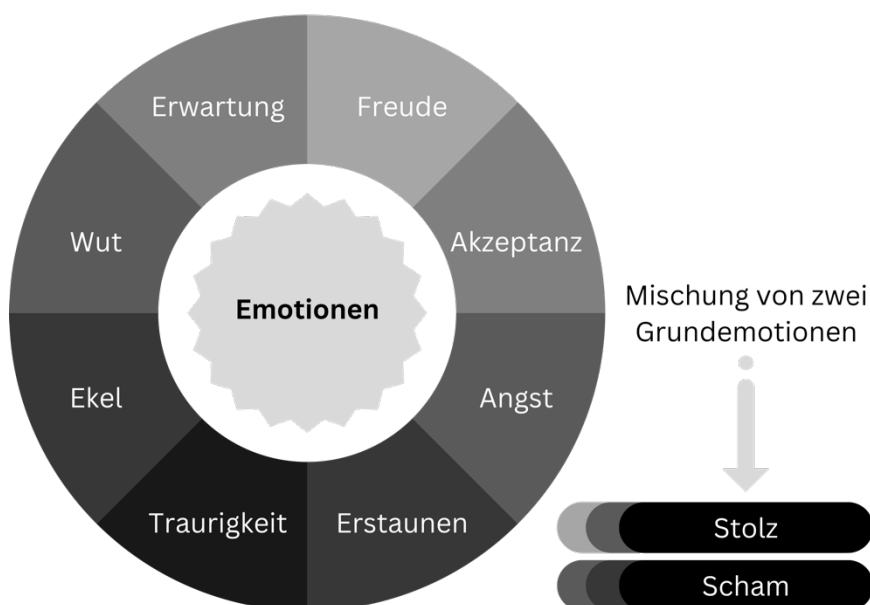 Erwartung
Freude
Wut
Akzeptanz
Emotionen
Mischung von zwei
Grundemotionen
Ekel
Angst
Traurigkeit
Erstaunen
Stolz
Scham